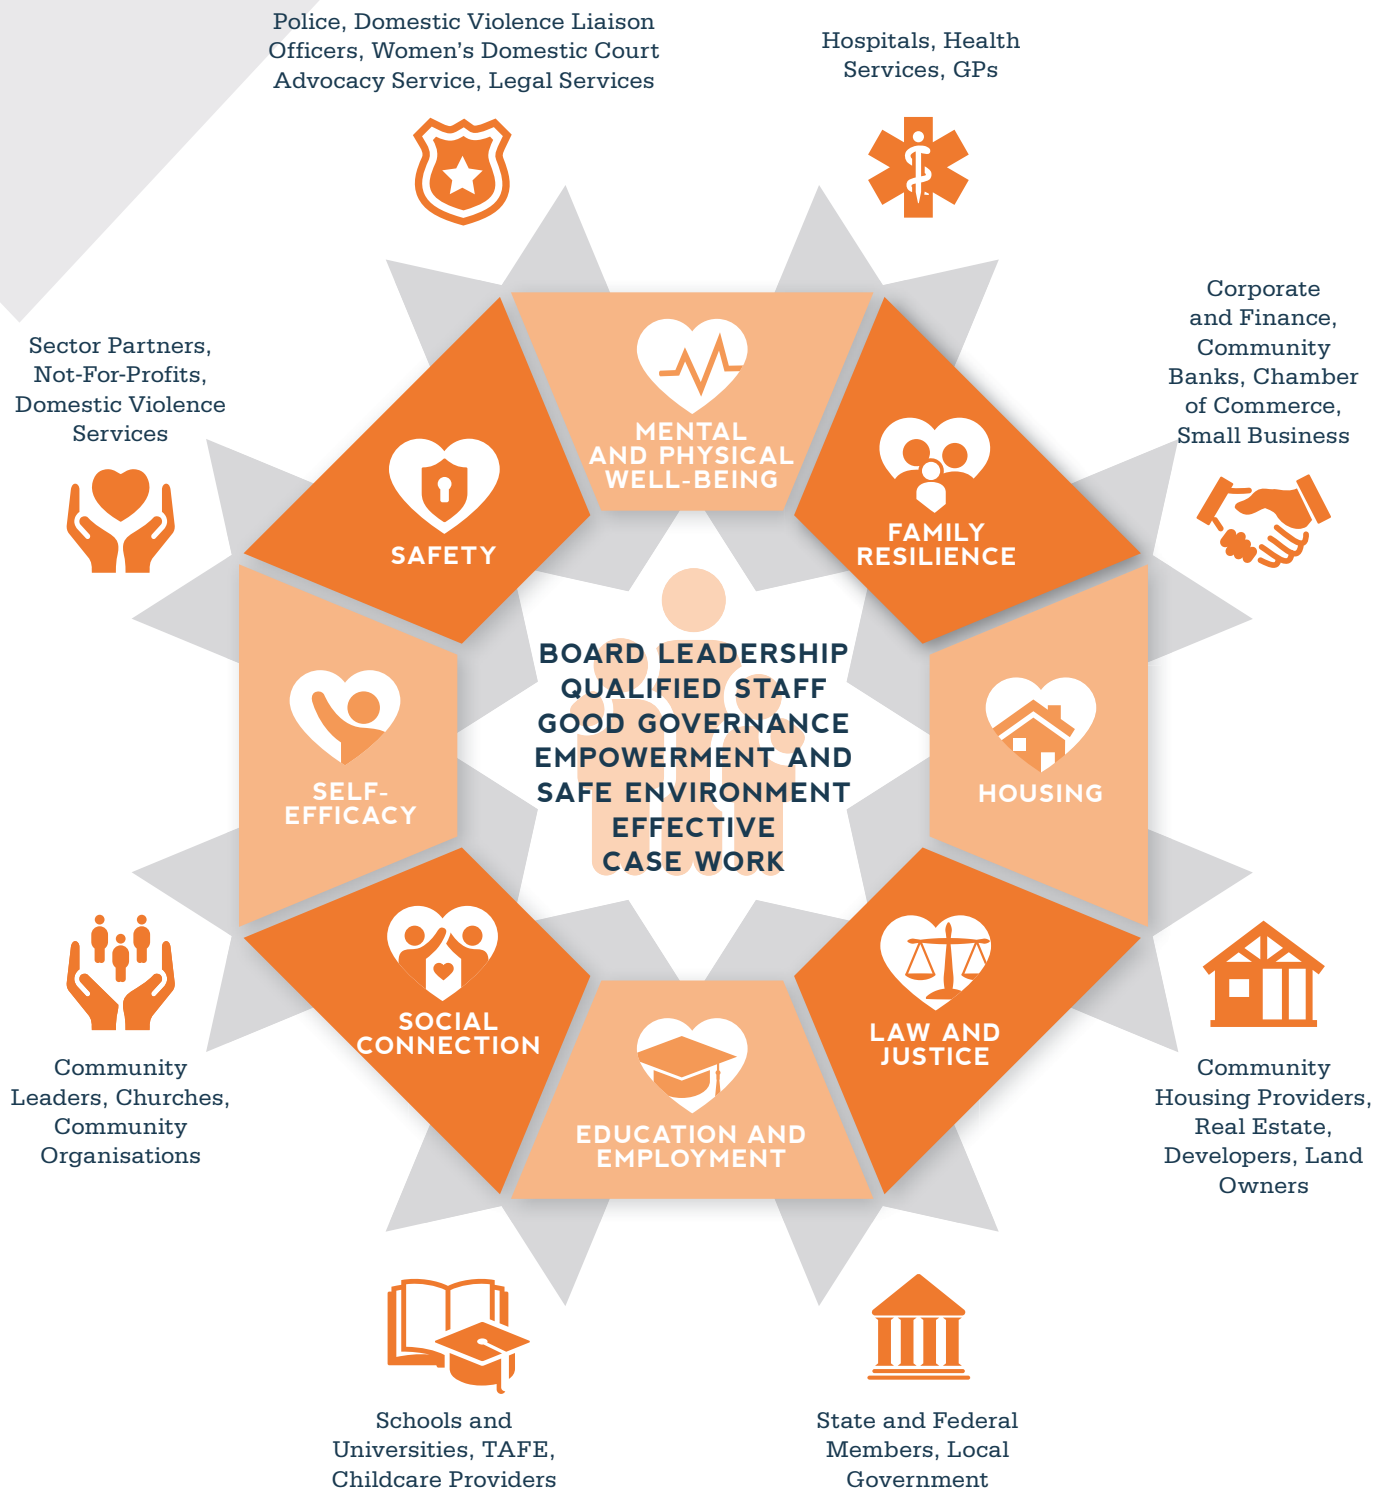 Police, Domestic Violence Liaison
Officers, Women's Domestic Court
Advocacy Service, Legal Services
Hospitals, Health
Services, GPs
Corporate
and Finance,
Community
Banks, Chamber
of Commerce,
Small Business
Sector Partners,
Not-For-Profits,
Domestic Violence
Services
MENTAL
AND PHYSICAL
WELL-BEING
FAMILY
RESILIENCE
SAFETY
BOARD LEADERSHIP
QUALIFIED STAFF
GOOD GOVERNANCE
EMPOWERMENT AND
SAFE ENVIRONMENT
EFFECTIVE
CASE WORK
SELF-
EFFICACY
HOUSING
SOCIAL
CONNECTION
LAW AND
JUSTICE
EDUCATION AND
EMPLOYMENT
Community
Leaders, Churches,
Community
Organisations
Community
Housing Providers,
Real Estate,
Developers, Land
Owners
Schools and
Universities, TAFE,
Childcare Providers
State and Federal
Members, Local
Government